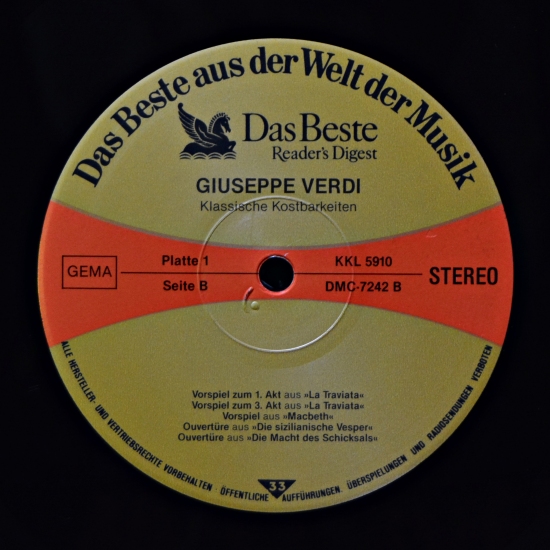 Das Beste aus der Welt der Musik
Das Beste
Reader's Digest
GIUSEPPE VERDI
Klassische Kostbarkeiten
GEMA
Platte 1
KKL 5910
Seite B
DMC-7242 B
STEREO
Vorspiel zum 1. Akt aus »La Traviata«
Vorspiel zum 3. Akt aus »La Traviata«
Vorspiel aus »Macbeth«
Ouvertüre aus »Die sizilianische Vesper«
Ouvertüre aus »Die Macht des Schicksals«
33
ALLE HERSTELLER- UND VERTRIEBSRECHTE VORBEHALTEN ÖFFENTLICHE AUFFÜHRUNGEN ÜBERSPIELUNGEN UND RADIOSENDUNGEN VERBOTEN